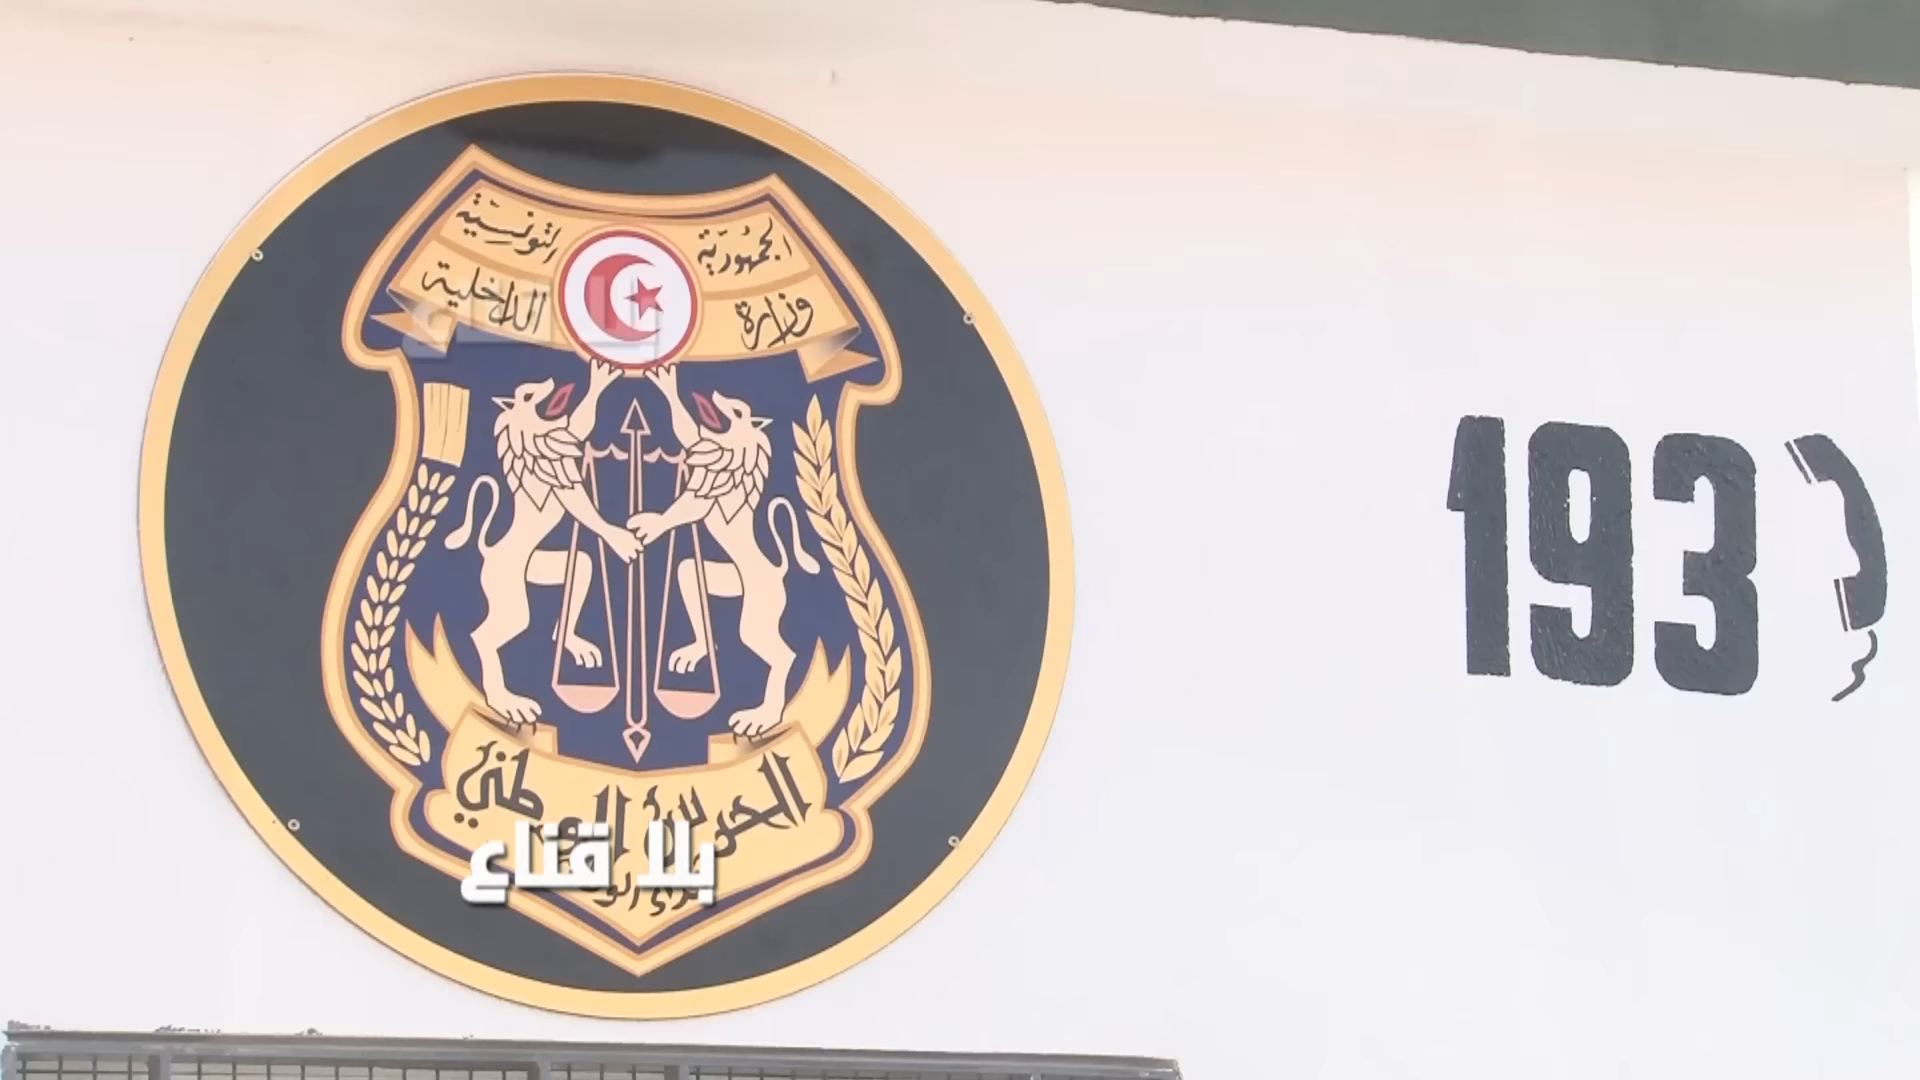 الجمهورية التونسية
وزارة الداخلية
الحرس الوطني
بلا قناع
193